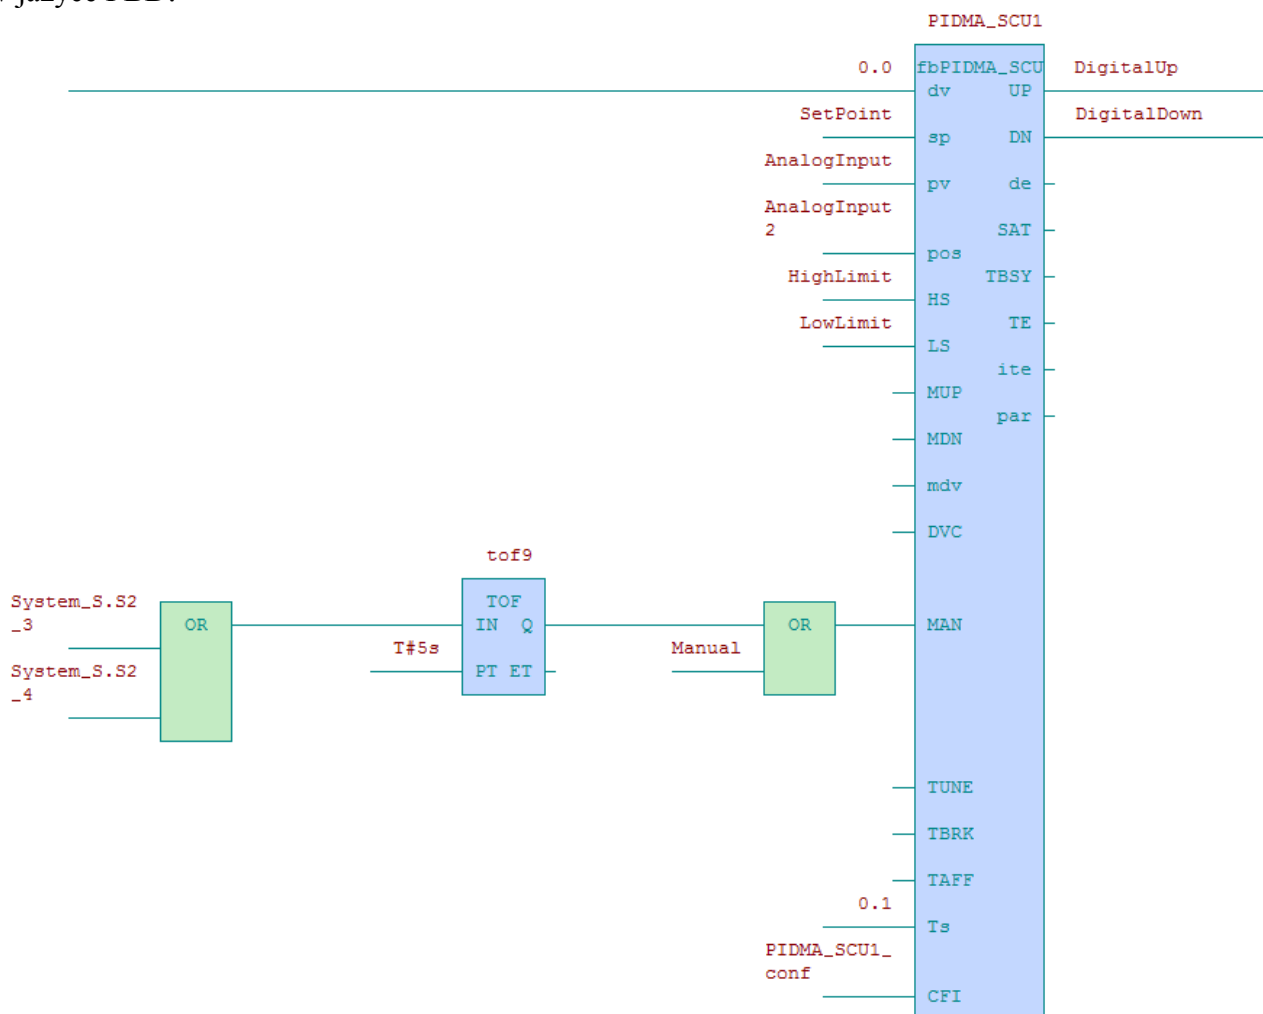 jazyce FBD:
PIDMA_SCU1
0.0 fbPIDMA_SCU DigitalUp
dv UP
SetPoint DigitalDown
sp DN
AnalogInput
pv de
AnalogInput
2 SAT
pos
HighLimit TBSY
HS
LowLimit TE
LS
ite
MUP
par
MDN
mdv
DVC
tof9
System_S.S2 TOF
_3 OR IN Q OR MAN
T#5s Manual
System_S.S2 PT ET
_4
TUNE
TBRK
TAFF
0.1
Ts
PIDMA_SCU1_
conf
CFI